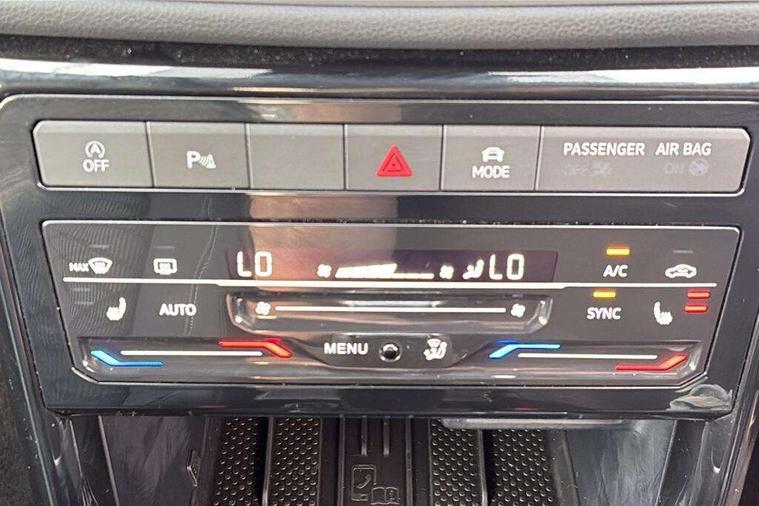 OFF
P
MODE
PASSENGER AIR BAG
OFF ON
MAX
LO LO
A/C
AUTO
SYNC
MENU